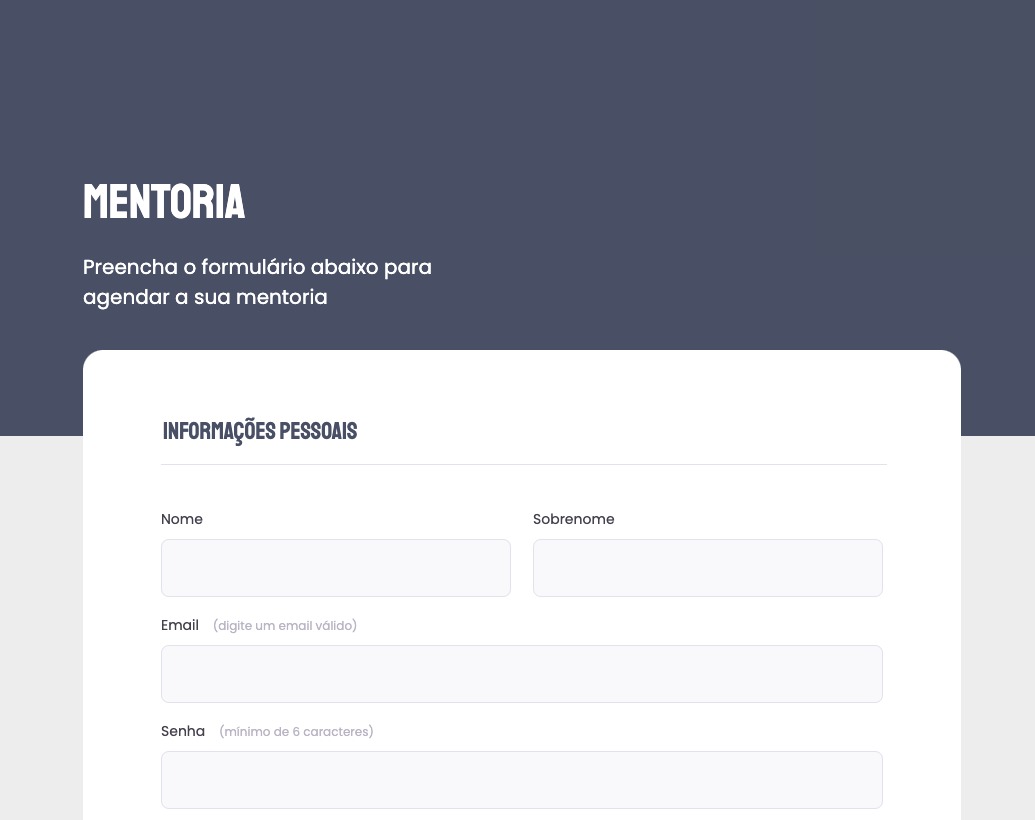 MENTORIA
Preencha o formulário abaixo para
agendar a sua mentoria
INFORMAÇÕES PESSOAIS
Nome
Sobrenome
Email (digite um email válido)
Senha (mínimo de 6 caracteres)